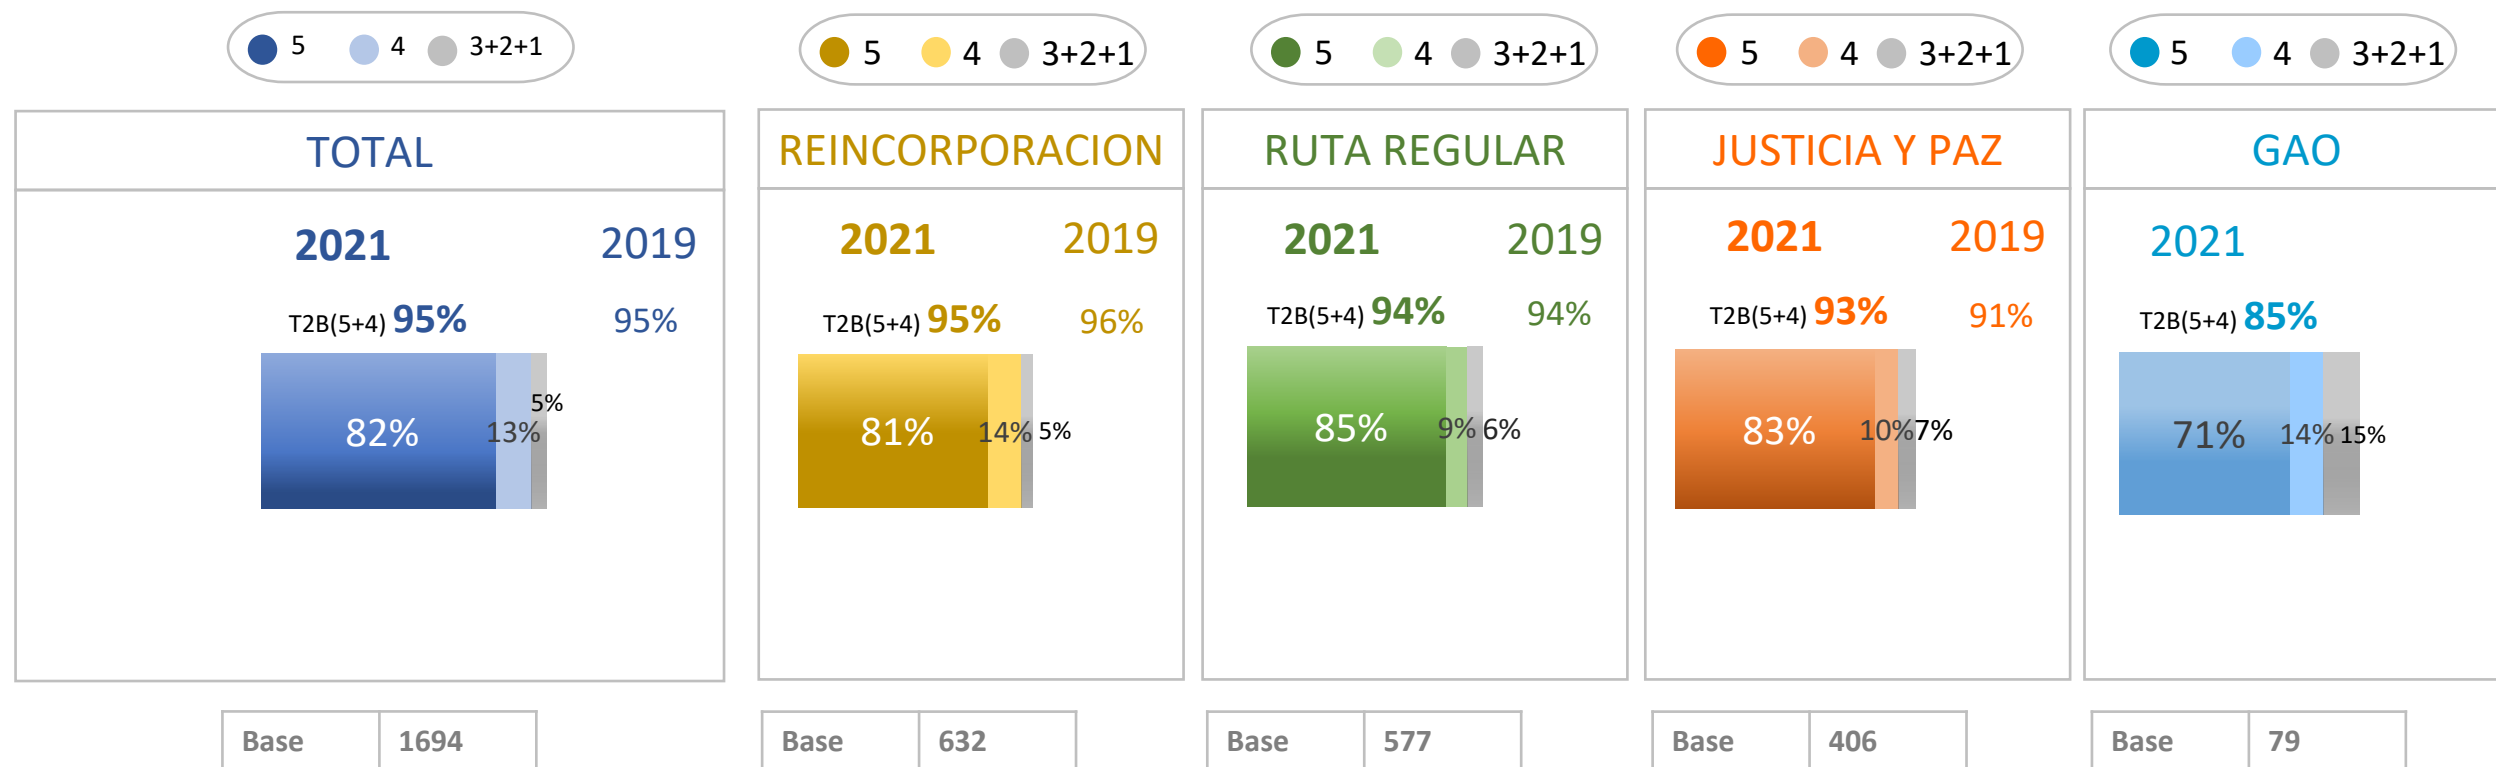 5 4 3+2+1
5 4 3+2+1
5 4 3+2+1
5 4 3+2+1
5 4 3+2+1
TOTAL
2021 2019
T2B(5+4) 95% 95%
82% 13% 5%
Base 1694
REINCORPORACION
2021 2019
T2B(5+4) 95% 96%
81% 14% 5%
Base 632
RUTA REGULAR
2021 2019
T2B(5+4) 94% 94%
85% 9% 6%
Base 577
JUSTICIA Y PAZ
2021 2019
T2B(5+4) 93% 91%
83% 10% 7%
Base 406
GAO
2021
T2B(5+4) 85%
71% 14% 15%
Base 79